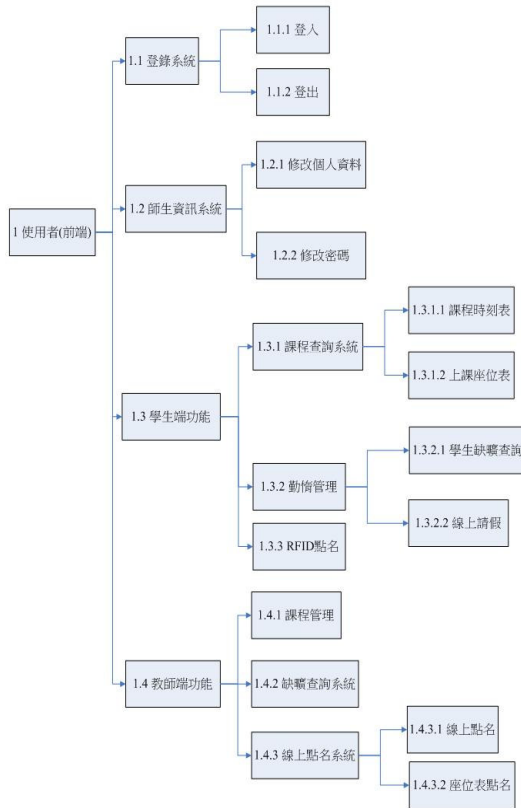 1 使用者(前端)
1.1 登錄系統
1.1.1 登入
1.1.2 登出
1.2 師生資訊系統
1.2.1 修改個人資料
1.2.2 修改密碼
1.3 學生端功能
1.3.1 課程查詢系統
1.3.1.1 課程時刻表
1.3.1.2 上課座位表
1.3.2 勤惰管理
1.3.2.1 學生缺曠查詢
1.3.2.2 線上請假
1.3.3 RFID點名
1.4 教師端功能
1.4.1 課程管理
1.4.2 缺曠查詢系統
1.4.3 線上點名系統
1.4.3.1 線上點名
1.4.3.2 座位表點名